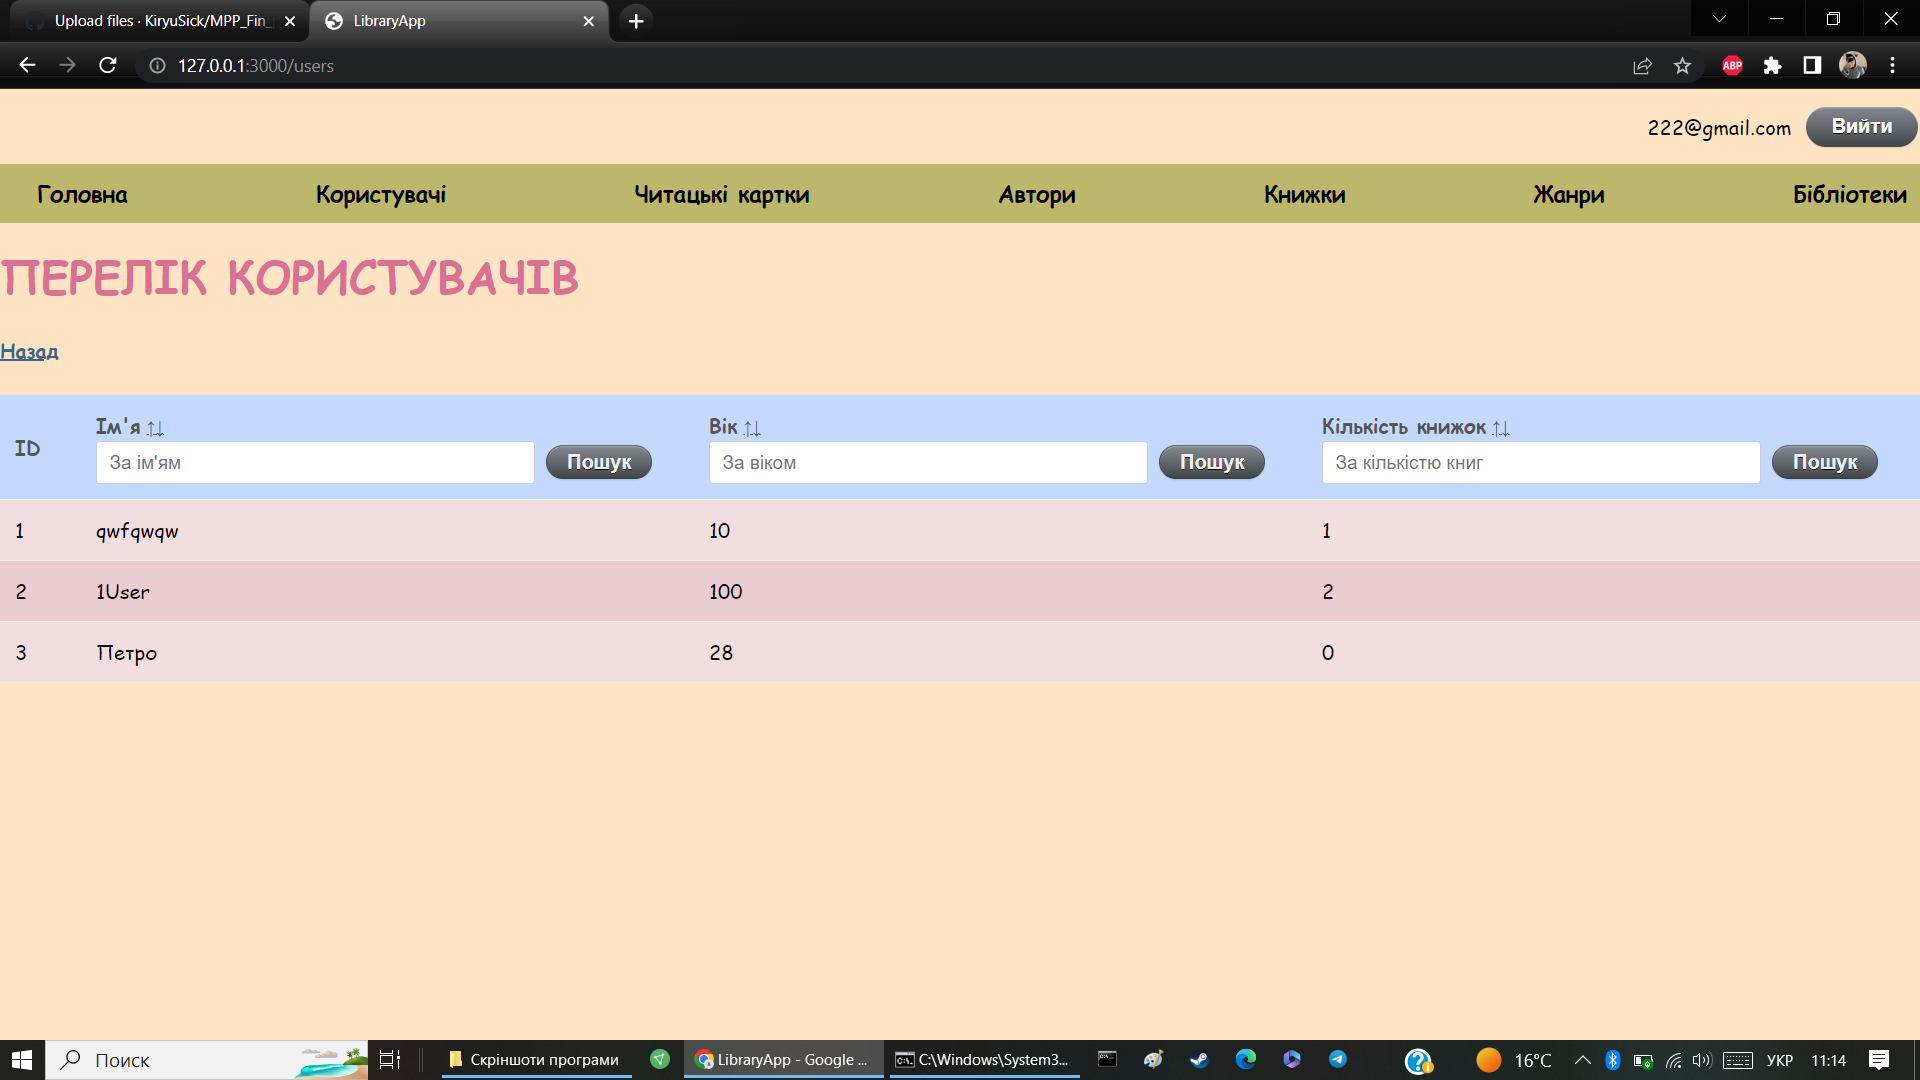 Upload files · KiryuSick/MPP_Fin_
LibraryApp
127.0.0.1:3000/users
ABP
222@gmail.com Вийти
Головна Користувачі Читацькі картки Автори Книжки Жанри Бібліотеки
ПЕРЕЛІК КОРИСТУВАЧІВ
Назад
ID Ім'я ↑↓ Вік ↑↓ Кількість книжок ↑↓
За ім'ям Пошук За віком Пошук За кількістю книг Пошук
1 qwfqwqw 10 1
2 1User 100 2
3 Петро 28 0
Поиск Скріншоти програми LibraryApp - Google ... C:\Windows\System3... 16°C УКР 11:14